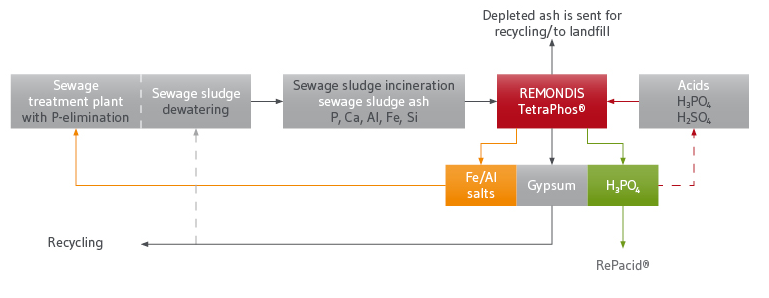 Depleted ash is sent for
recycling/to landfill
Sewage
treatment plant
with P-elimination
Sewage sludge
dewatering
Sewage sludge incineration
sewage sludge ash
P, Ca, Al, Fe, Si
REMONDIS
TetraPhos®
Acids
H₃PO₄
H₂SO₄
Fe/Al
salts
Gypsum
H₃PO₄
Recycling
RePacid®